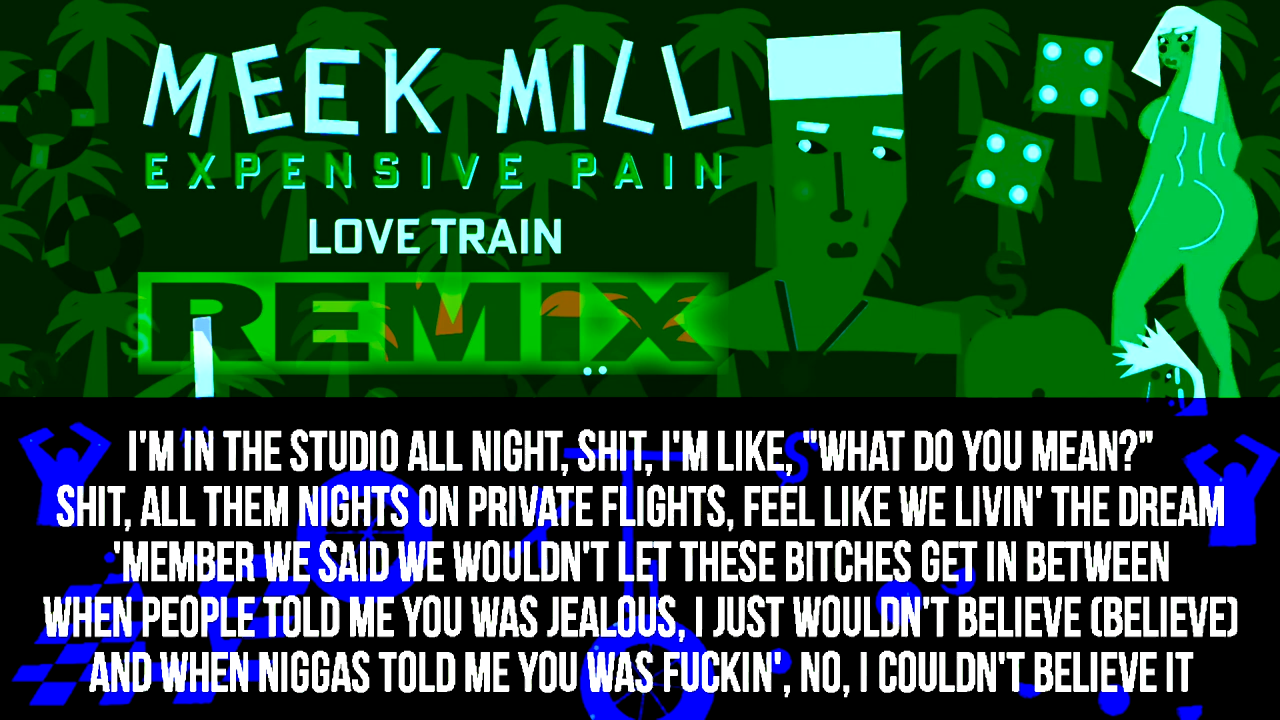 MEEK MILL
EXPENSIVE PAIN
LOVE TRAIN
REMIX
I'M IN THE STUDIO ALL NIGHT, SHIT, I'M LIKE, "WHAT DO YOU MEAN?"
SHIT, ALL THEM NIGHTS ON PRIVATE FLIGHTS, FEEL LIKE WE LIVIN' THE DREAM
'MEMBER WE SAID WE WOULDN'T LET THESE BITCHES GET IN BETWEEN
WHEN PEOPLE TOLD ME YOU WAS JEALOUS, I JUST WOULDN'T BELIEVE (BELIEVE)
AND WHEN NIGGAS TOLD ME YOU WAS FUCKIN', NO, I COULDN'T BELIEVE IT